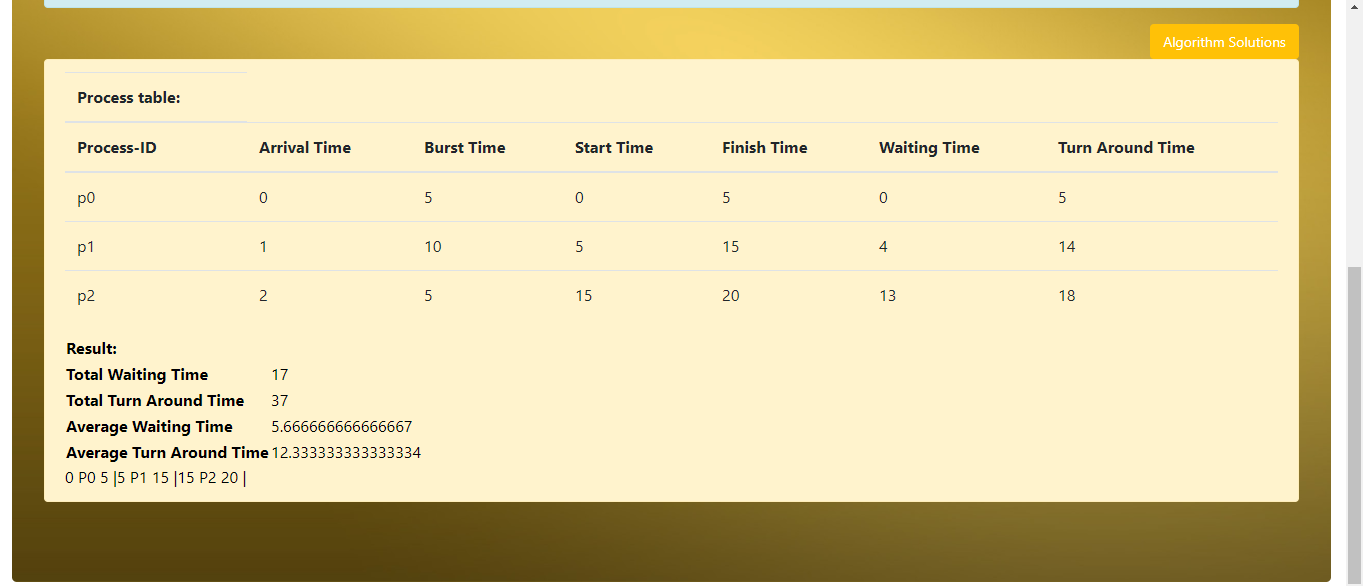 Algorithm Solutions
Process table:
Process-ID Arrival Time Burst Time Start Time Finish Time Waiting Time Turn Around Time
p0 0 5 0 5 0 5
p1 1 10 5 15 4 14
p2 2 5 15 20 13 18
Result:
Total Waiting Time 17
Total Turn Around Time 37
Average Waiting Time 5.666666666666667
Average Turn Around Time 12.333333333333334
0 P0 5 |5 P1 15 |15 P2 20 |